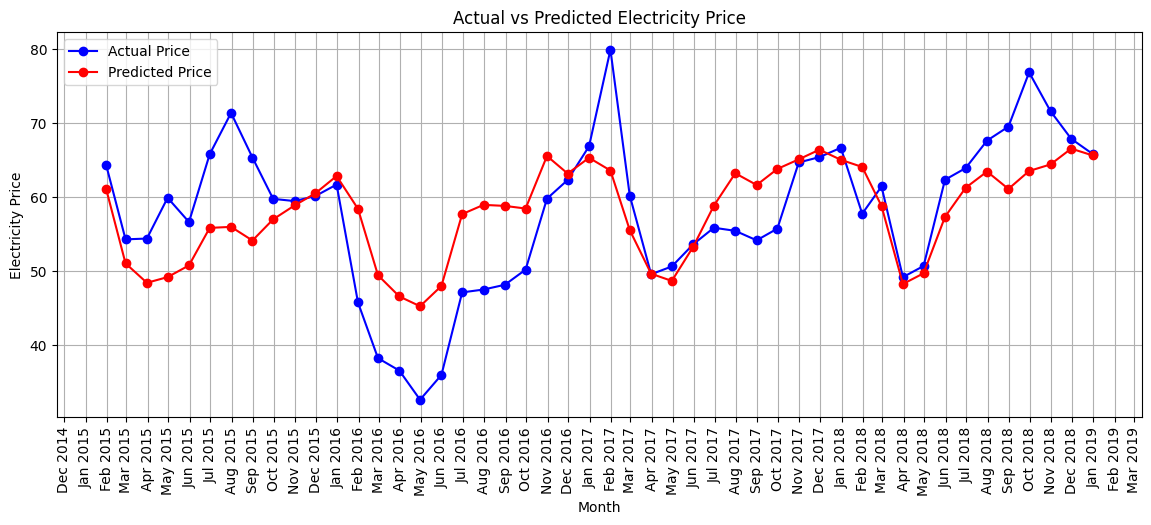 Actual vs Predicted Electricity Price
Actual Price
Predicted Price
Electricity Price
80
70
60
50
40
Dec 2014
Jan 2015
Feb 2015
Mar 2015
Apr 2015
May 2015
Jun 2015
Jul 2015
Aug 2015
Sep 2015
Oct 2015
Nov 2015
Dec 2015
Jan 2016
Feb 2016
Mar 2016
Apr 2016
May 2016
Jun 2016
Jul 2016
Aug 2016
Sep 2016
Oct 2016
Nov 2016
Dec 2016
Jan 2017
Feb 2017
Mar 2017
Apr 2017
May 2017
Jun 2017
Jul 2017
Aug 2017
Sep 2017
Oct 2017
Nov 2017
Dec 2017
Jan 2018
Feb 2018
Mar 2018
Apr 2018
May 2018
Jun 2018
Jul 2018
Aug 2018
Sep 2018
Oct 2018
Nov 2018
Dec 2018
Jan 2019
Feb 2019
Mar 2019
Month